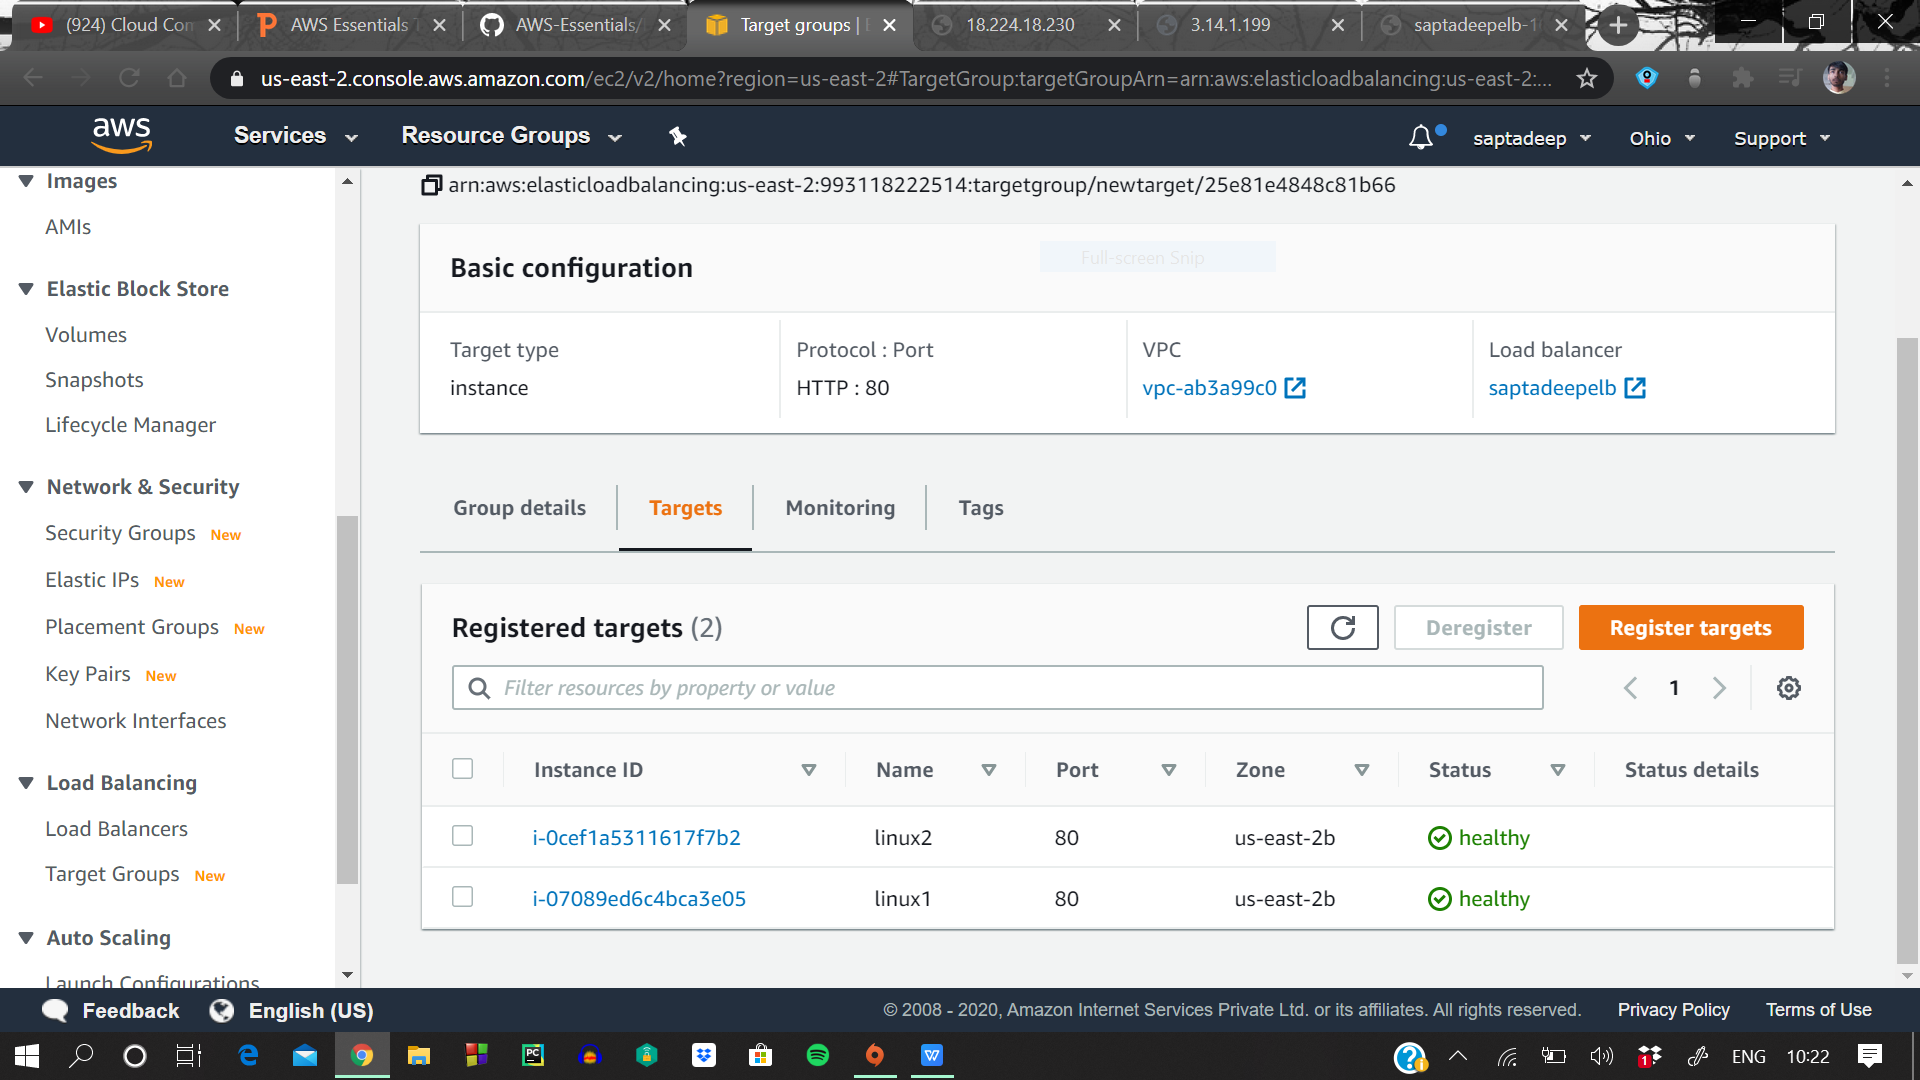 (924) Cloud Con
AWS Essentials
AWS-Essentials/
Target groups |
18.224.18.230
3.14.1.199
saptadeepelb-1
us-east-2.console.aws.amazon.com/ec2/v2/home?region=us-east-2#TargetGroup:targetGroupArn=arn:aws:elasticloadbalancing:us-east-2:...
aws
Services
Resource Groups
saptadeep
Ohio
Support
Images
AMIs
Elastic Block Store
Volumes
Snapshots
Lifecycle Manager
Network & Security
Security Groups New
Elastic IPs New
Placement Groups New
Key Pairs New
Network Interfaces
Load Balancing
Load Balancers
Target Groups New
Auto Scaling
Launch Configurations
arn:aws:elasticloadbalancing:us-east-2:993118222514:targetgroup/newtarget/25e81e4848c81b66
Basic configuration
Full-screen Snip
Target type
instance
Protocol : Port
HTTP : 80
VPC
vpc-ab3a99c0
Load balancer
saptadeepelb
Group details
Targets
Monitoring
Tags
Registered targets (2)
Deregister
Register targets
Filter resources by property or value
1
Instance ID Name Port Zone Status Status details
i-0cef1a5311617f7b2 linux2 80 us-east-2b healthy
i-07089ed6c4bca3e05 linux1 80 us-east-2b healthy
Feedback
English (US)
© 2008 - 2020, Amazon Internet Services Private Ltd. or its affiliates. All rights reserved.
Privacy Policy
Terms of Use
PC
W
1
ENG
10:22